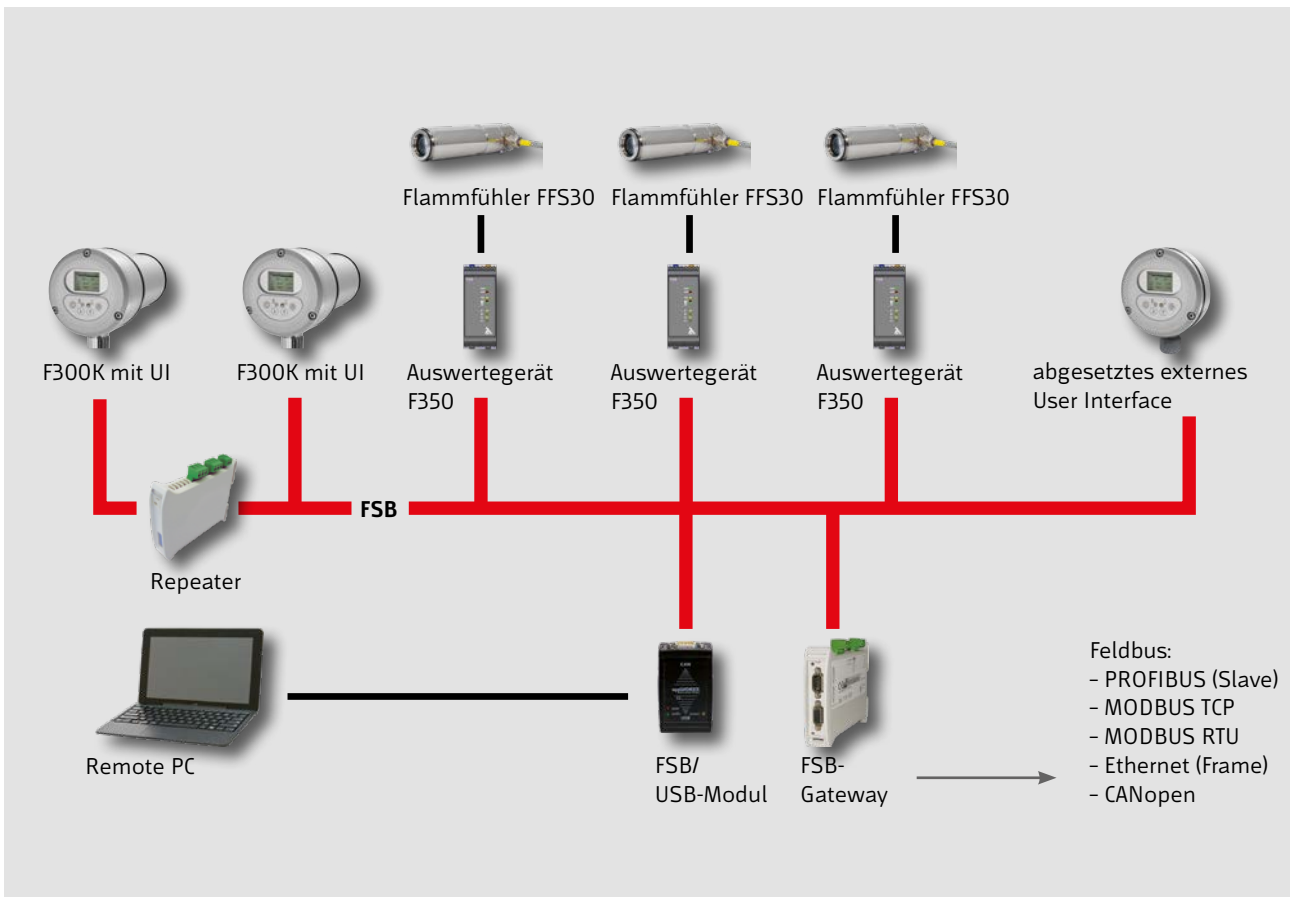 Flammfühler FFS30
Flammfühler FFS30
Flammfühler FFS30
F300K mit UI
F300K mit UI
Auswertegerät
F350
Auswertegerät
F350
Auswertegerät
F350
abgesetztes externes
User Interface
FSB
Repeater
Remote PC
CAN
FSB/
USB-Modul
FSB-
Gateway
Feldbus:
- PROFIBUS (Slave)
- MODBUS TCP
- MODBUS RTU
- Ethernet (Frame)
- CANopen